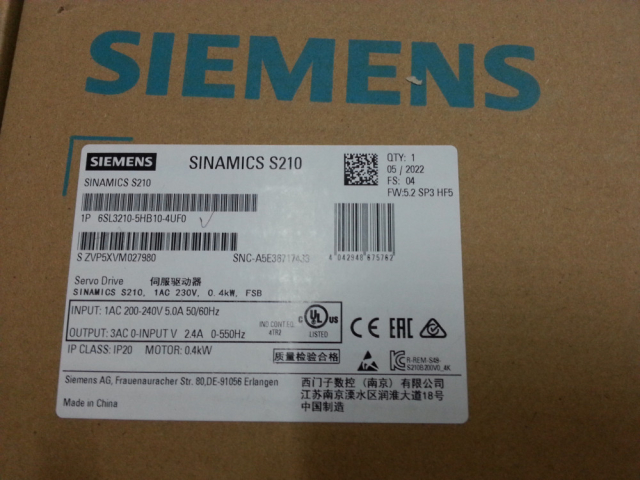 SIEMENS
SIEMENS SINAMICS S210
QTY: 1
05 / 2022
FS: 04
FW:5.2 SP3 HF5
SINAMICS S210
1P 6SL3210-5HB10-4UF0
S ZVP5XVM027980
Servo Drive 伺服驱动器
SINAMICS S210, 1AC 230V, 0.4kW, FSB
INPUT: 1AC 200-240V 5.0A 50/60Hz
OUTPUT: 3AC 0-INPUT V 2.4A 0-550Hz
IND.CONT.EQ.
C UL US
LISTED
CE EAC
IP CLASS: IP20 MOTOR: 0.4kW
质量检验合格
Siemens AG, Frauenauracher Str. 80,DE-91056 Erlangen
Made in China
西门子数控（南京）有限公司
江苏南京溧水区润淮大道18号
中国制造